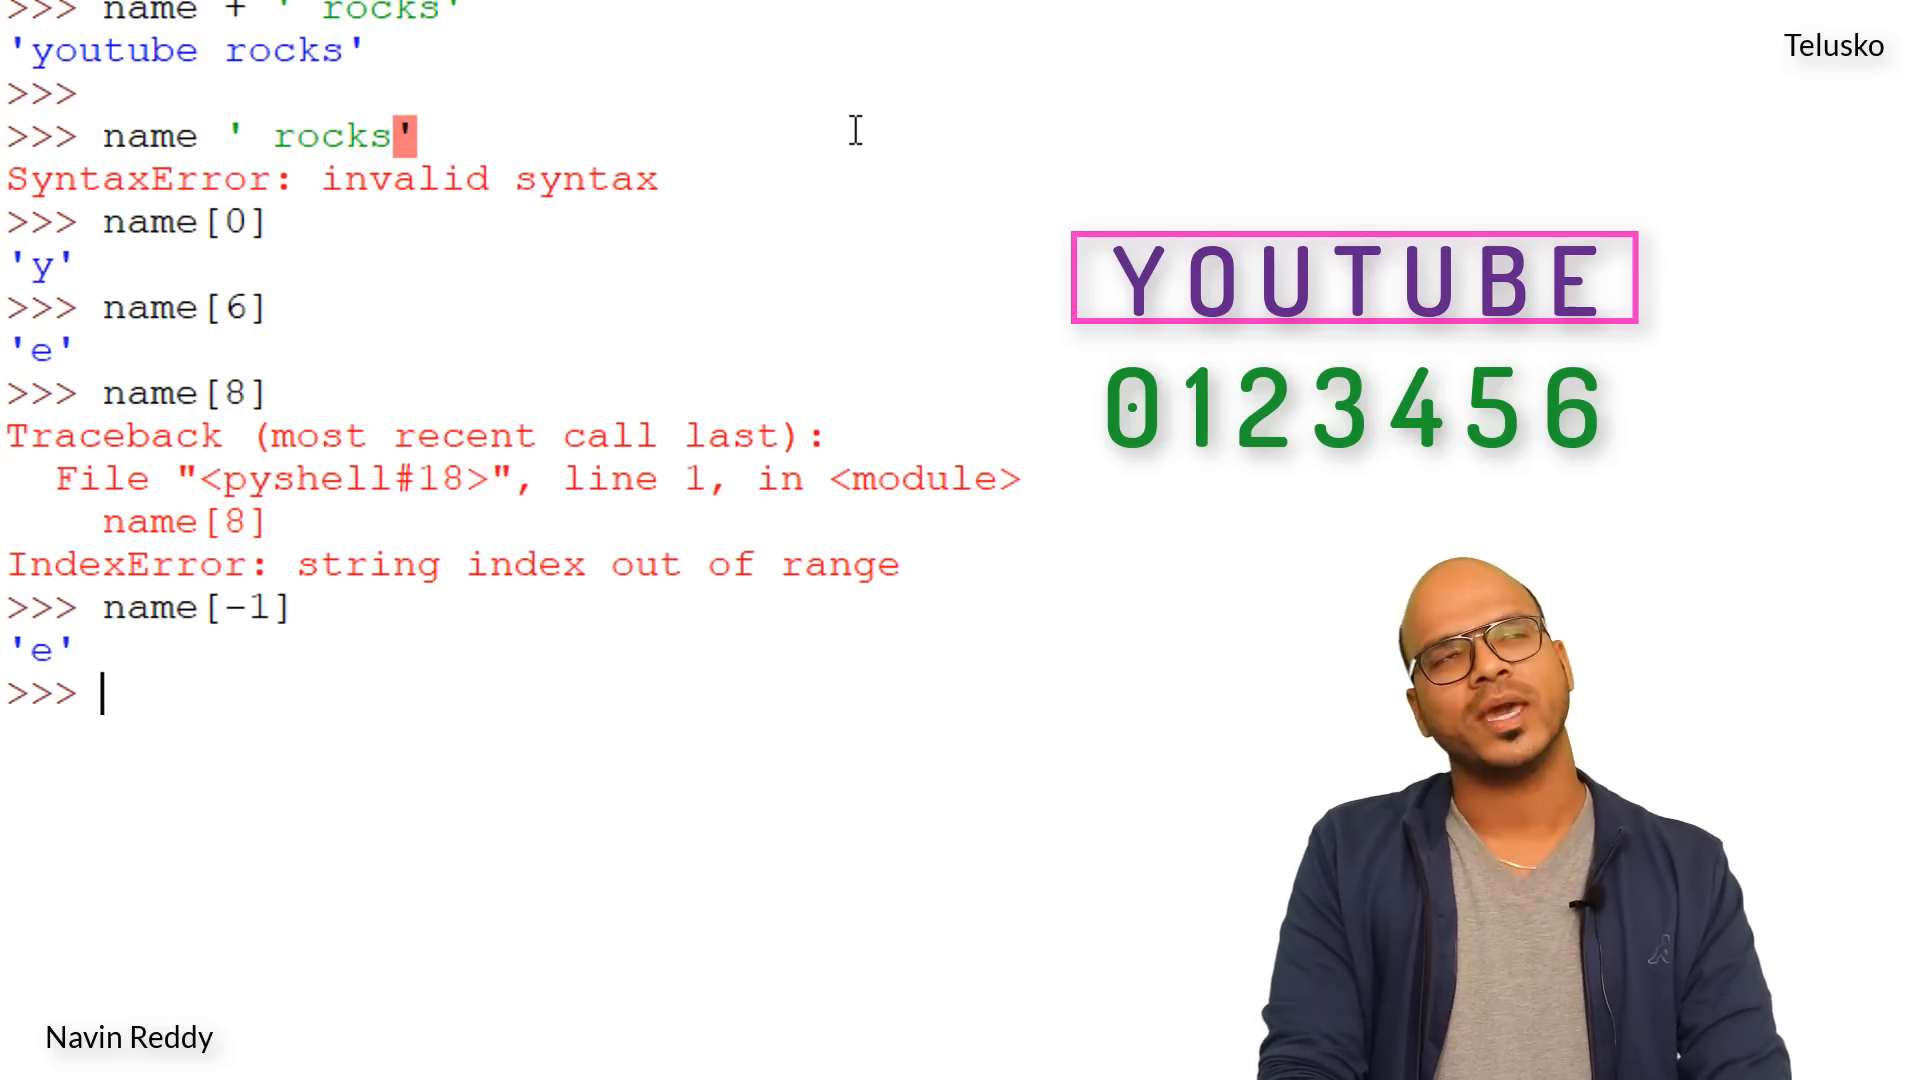 >>> name + ' rocks'
'youtube rocks'
>>>
>>> name ' rocks'
SyntaxError: invalid syntax
>>> name[0]
'y'
>>> name[6]
'e'
>>> name[8]
Traceback (most recent call last):
  File "<pyshell#18>", line 1, in <module>
    name[8]
IndexError: string index out of range
>>> name[-1]
'e'
>>>
Telusko
YOUTUBE
0123456
Navin Reddy